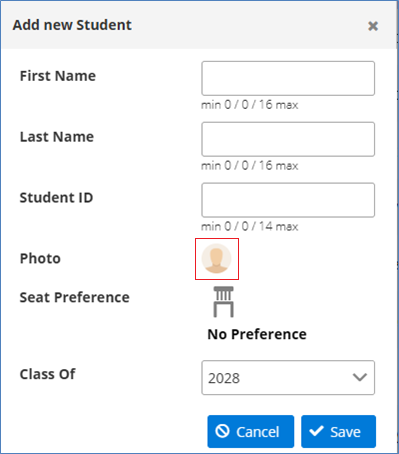 Add new Student ×
First Name
min 0 / 0 / 16 max
Last Name
min 0 / 0 / 16 max
Student ID
min 0 / 0 / 14 max
Photo
Seat Preference
No Preference
Class Of 2028
Cancel Save